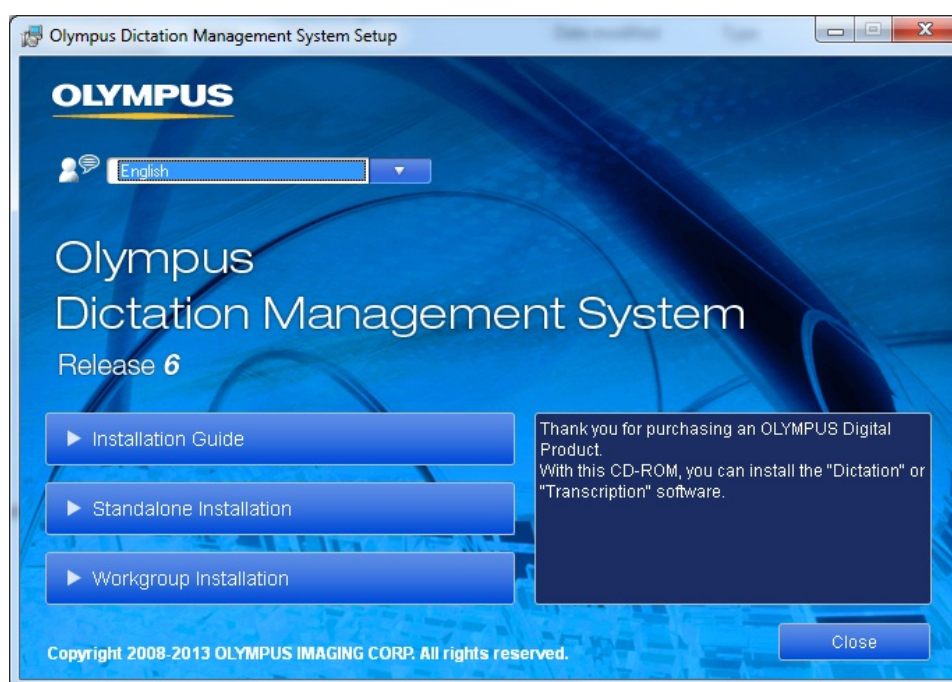 Olympus Dictation Management System Setup
OLYMPUS
English
Olympus
Dictation Management System
Release 6
Installation Guide
Standalone Installation
Workgroup Installation
Thank you for purchasing an OLYMPUS Digital
Product.
With this CD-ROM, you can install the "Dictation" or
"Transcription" software.
Close
Copyright 2008-2013 OLYMPUS IMAGING CORP. All rights reserved.